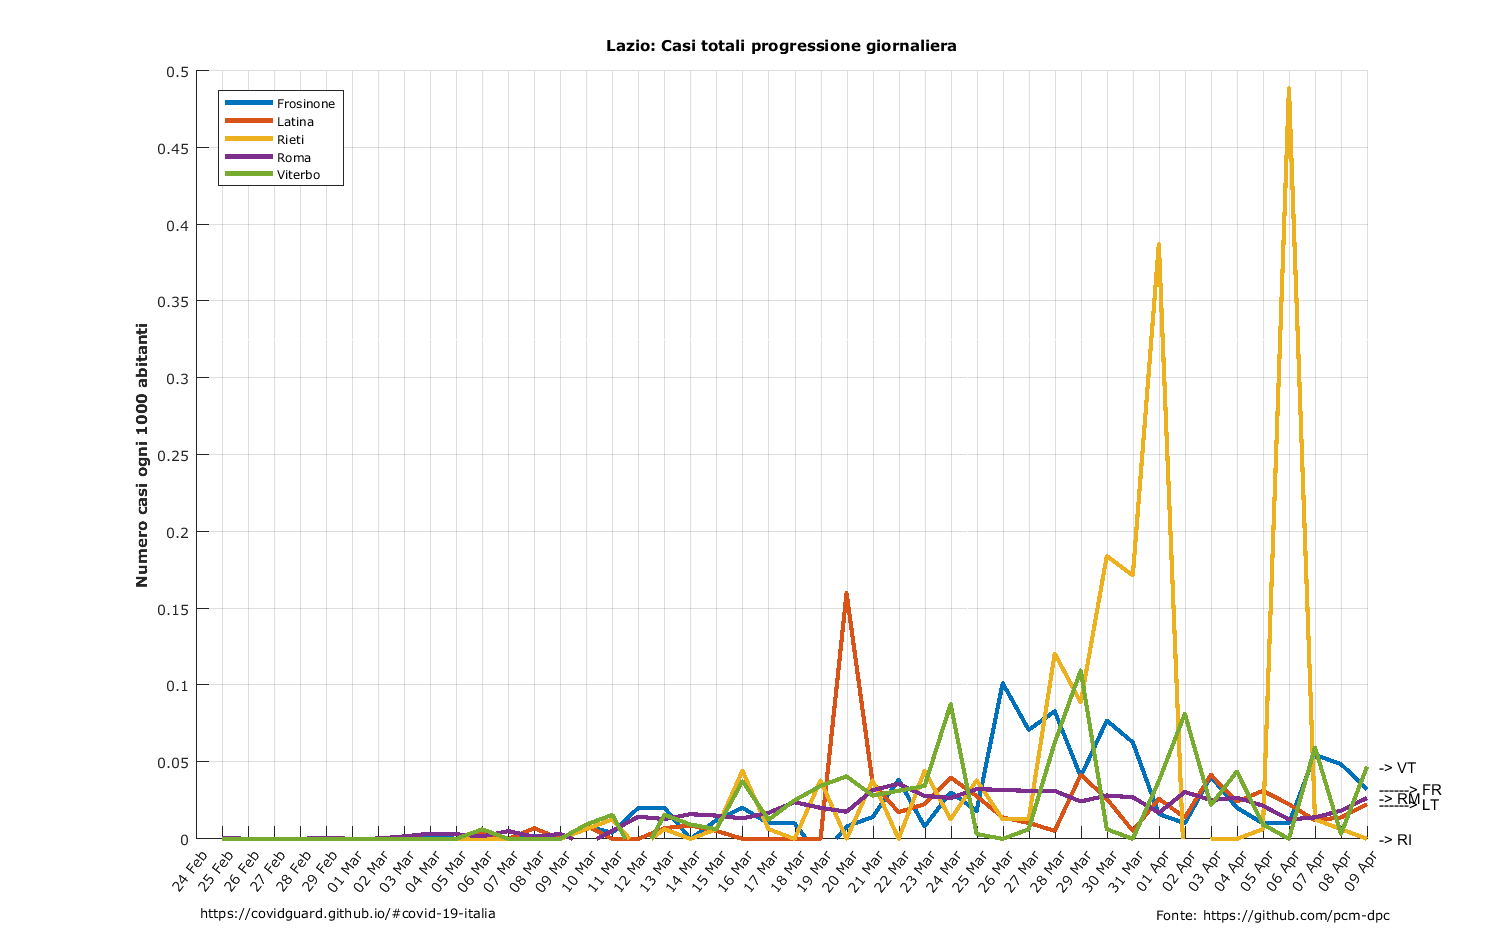 Lazio: Casi totali progressione giornaliera
Numero casi ogni 1000 abitanti
0.5
0.45
0.4
0.35
0.3
0.25
0.2
0.15
0.1
0.05
0
Frosinone
Latina
Rieti
Roma
Viterbo
-> VT
------> FR
-> RM
------> LT
-> RI
24 Feb
25 Feb
26 Feb
27 Feb
28 Feb
29 Feb
01 Mar
02 Mar
03 Mar
04 Mar
05 Mar
06 Mar
07 Mar
08 Mar
09 Mar
10 Mar
11 Mar
12 Mar
13 Mar
14 Mar
15 Mar
16 Mar
17 Mar
18 Mar
19 Mar
20 Mar
21 Mar
22 Mar
23 Mar
24 Mar
25 Mar
26 Mar
27 Mar
28 Mar
29 Mar
30 Mar
31 Mar
01 Apr
02 Apr
03 Apr
04 Apr
05 Apr
06 Apr
07 Apr
08 Apr
09 Apr
https://covidguard.github.io/#covid-19-italia
Fonte: https://github.com/pcm-dpc